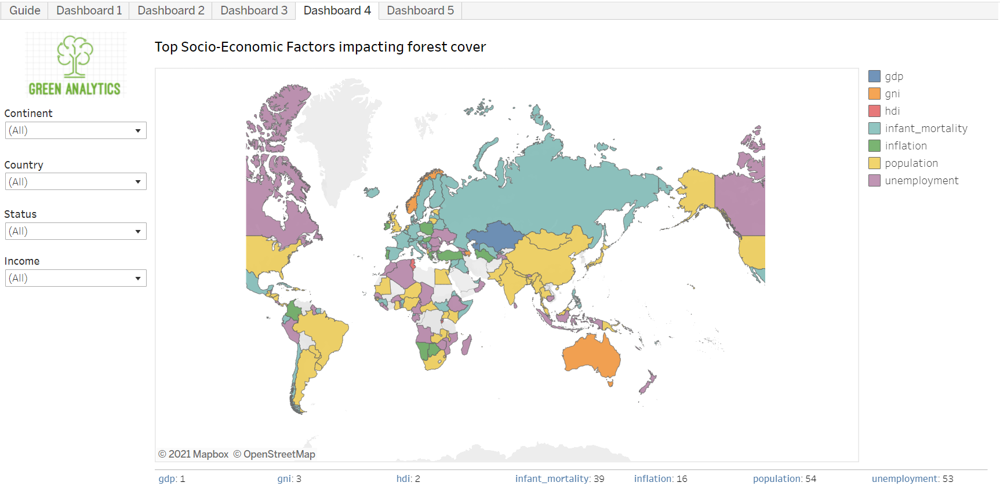 Guide Dashboard 1 Dashboard 2 Dashboard 3 Dashboard 4 Dashboard 5
GREEN ANALYTICS
Continent
(All)
Country
(All)
Status
(All)
Income
(All)
Top Socio-Economic Factors impacting forest cover
© 2021 Mapbox © OpenStreetMap
gdp
gni
hdi
infant_mortality
inflation
population
unemployment
gdp: 1 gni: 3 hdi: 2 infant_mortality: 39 inflation: 16 population: 54 unemployment: 53